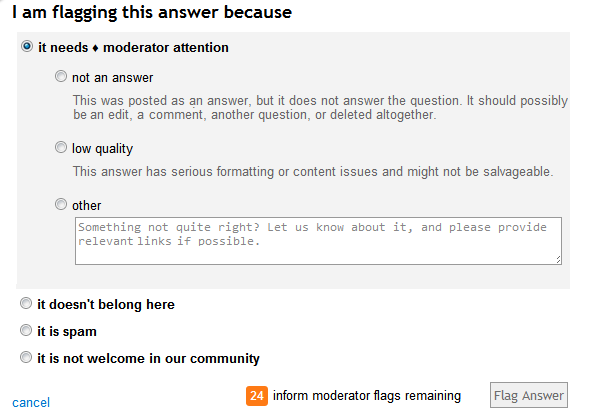 I am flagging this answer because
it needs ♦ moderator attention
not an answer
This was posted as an answer, but it does not answer the question. It should possibly
be an edit, a comment, another question, or deleted altogether.
low quality
This answer has serious formatting or content issues and might not be salvageable.
other
Something not quite right? Let us know about it, and please provide
relevant links if possible.
it doesn't belong here
it is spam
it is not welcome in our community
cancel
24 inform moderator flags remaining
Flag Answer